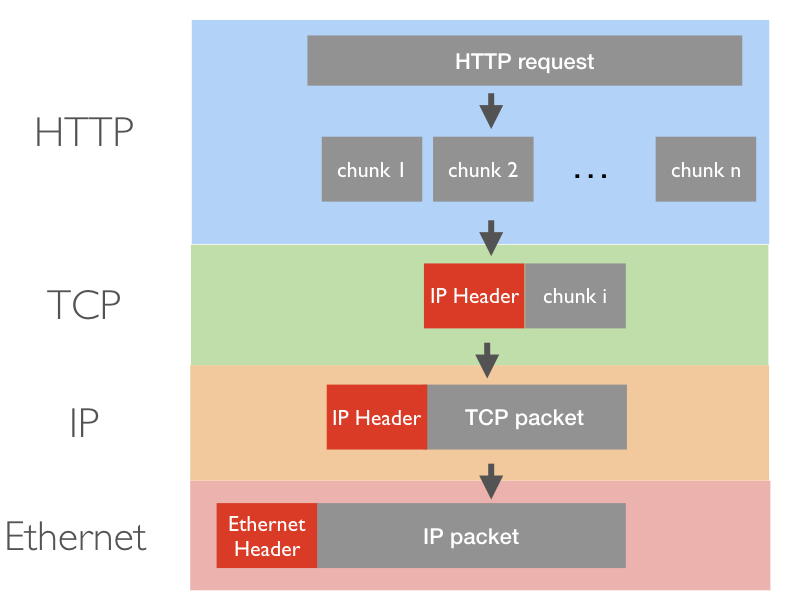 HTTP request
HTTP
chunk 1
chunk 2
...
chunk n
TCP
IP Header
chunk i
IP
IP Header
TCP packet
Ethernet
Ethernet
Header
IP packet